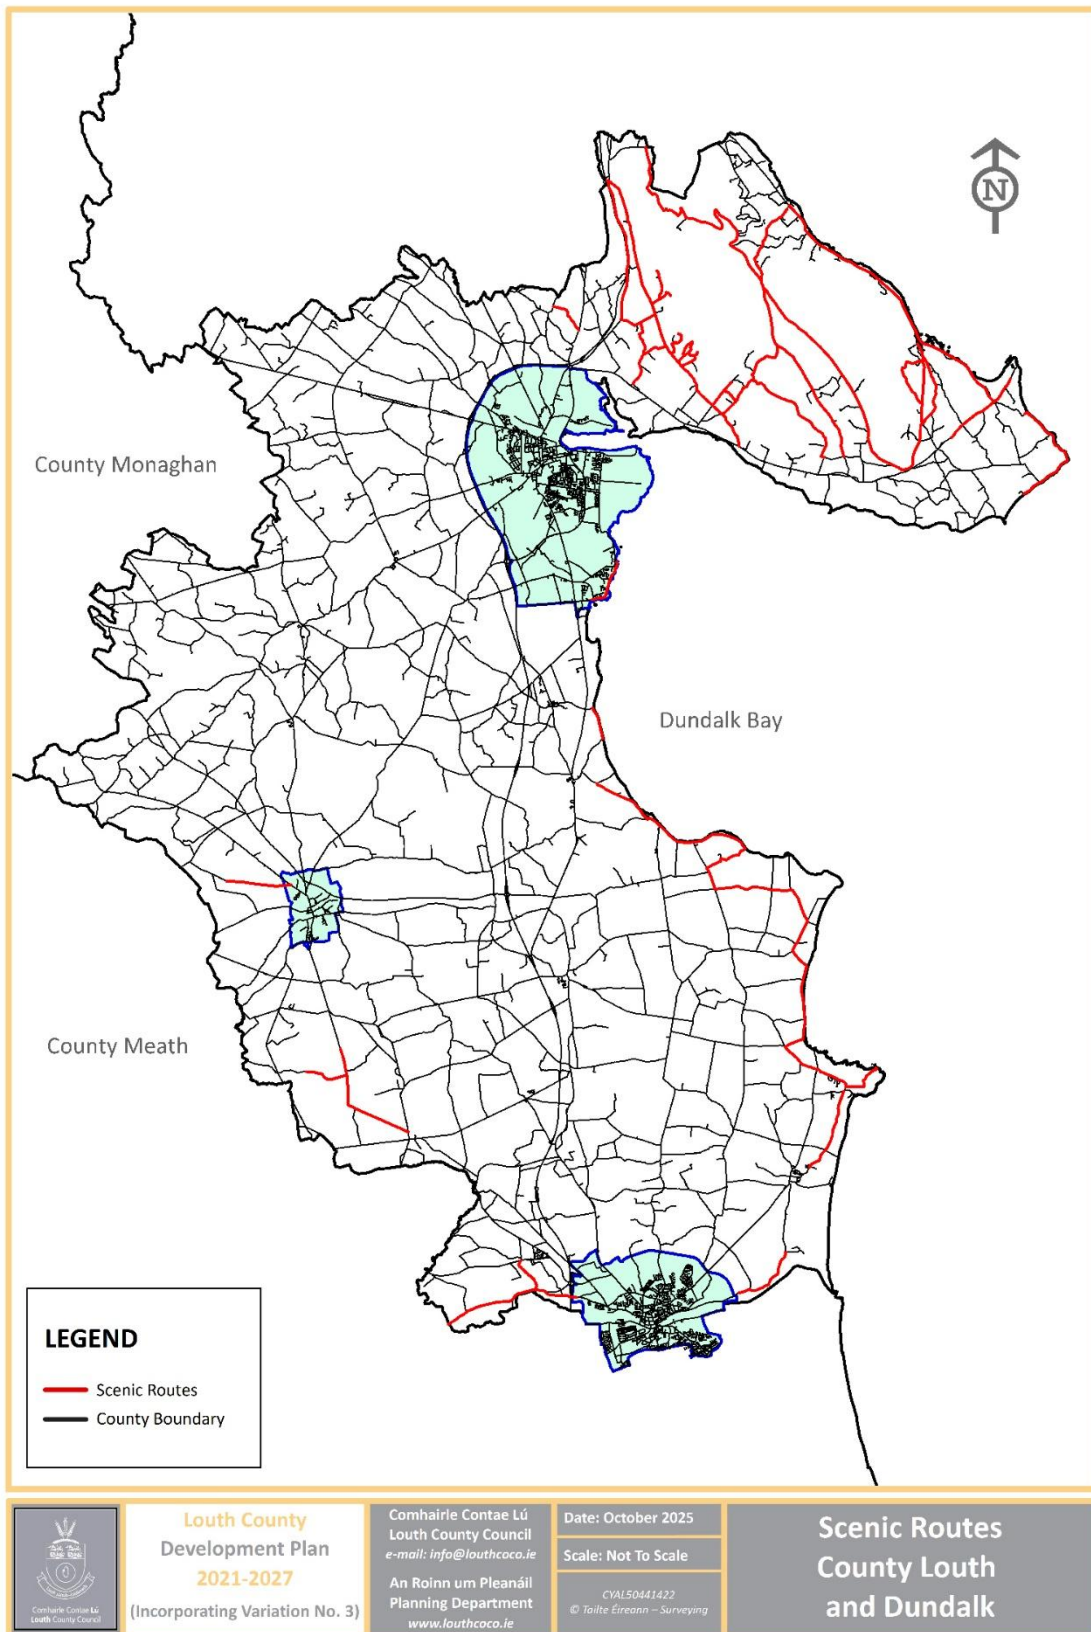 N
County Monaghan
Dundalk Bay
County Meath
LEGEND
Scenic Routes
County Boundary
Comhairle Contae Lú
Louth County Council
Louth County
Development Plan
2021-2027
(Incorporating Variation No. 3)
Comhairle Contae Lú
Louth County Council
e-mail: info@louthcoco.ie
An Roinn um Pleanáil
Planning Department
www.louthcoco.ie
Date: October 2025
Scale: Not To Scale
CYAL50441422
© Tailte Éireann – Surveying
Scenic Routes
County Louth
and Dundalk